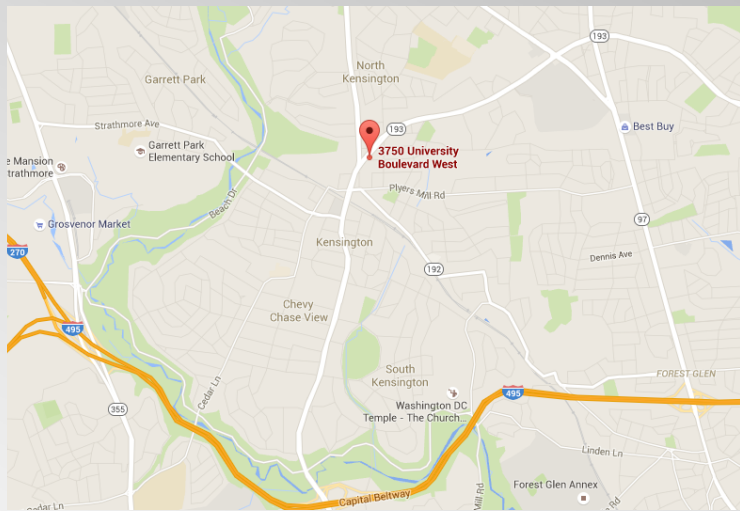 193
North
Kensington
Garrett Park
Strathmore Ave
193
Best Buy
Garrett Park
Elementary School
3750 University
Boulevard West
e Mansion
trathmore
Plyers Mill Rd
Beach Dr
Grosvenor Market
97
Kensington
270
Dennis Ave
192
Chevy
Chase View
495
South
Kensington
FOREST GLEN
Cedar Ln
495
355
Washington DC
Temple - The Church...
Linden Ln
Forest Glen Annex
Capital Beltway
Mill Rd
Rd
Cedar Ln